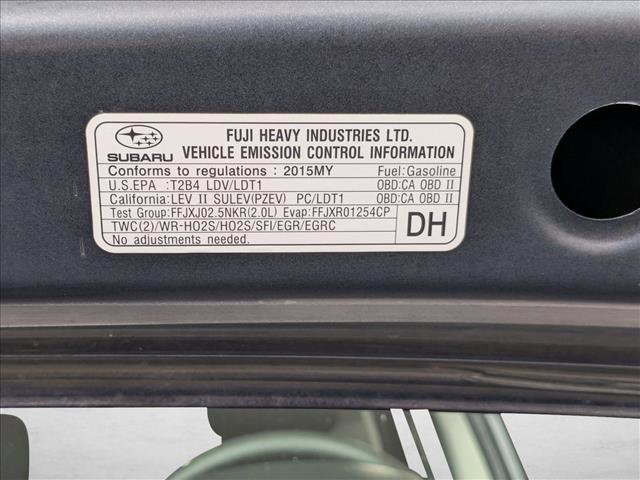 FUJI HEAVY INDUSTRIES LTD.
SUBARU VEHICLE EMISSION CONTROL INFORMATION
Conforms to regulations : 2015MY Fuel:Gasoline
U.S.EPA :T2B4 LDV/LDT1 OBD:CA OBD II
California:LEV II SULEV(PZEV) PC/LDT1 OBD:CA OBD II
Test Group:FFJXJ02.5NKR(2.0L) Evap:FFJXR01254CP
TWC(2)/WR-HO2S/HO2S/SFI/EGR/EGRC
No adjustments needed.
DH